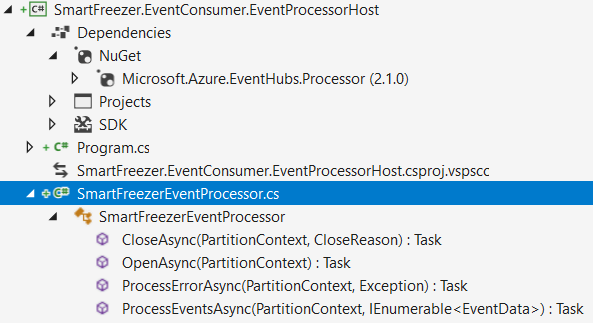 SmartFreezer.EventConsumer.EventProcessorHost
Dependencies
NuGet
Microsoft.Azure.EventHubs.Processor (2.1.0)
Projects
SDK
Program.cs
SmartFreezer.EventConsumer.EventProcessorHost.csproj.vspscc
SmartFreezerEventProcessor.cs
SmartFreezerEventProcessor
CloseAsync(PartitionContext, CloseReason) : Task
OpenAsync(PartitionContext) : Task
ProcessErrorAsync(PartitionContext, Exception) : Task
ProcessEventsAsync(PartitionContext, IEnumerable<EventData>) : Task